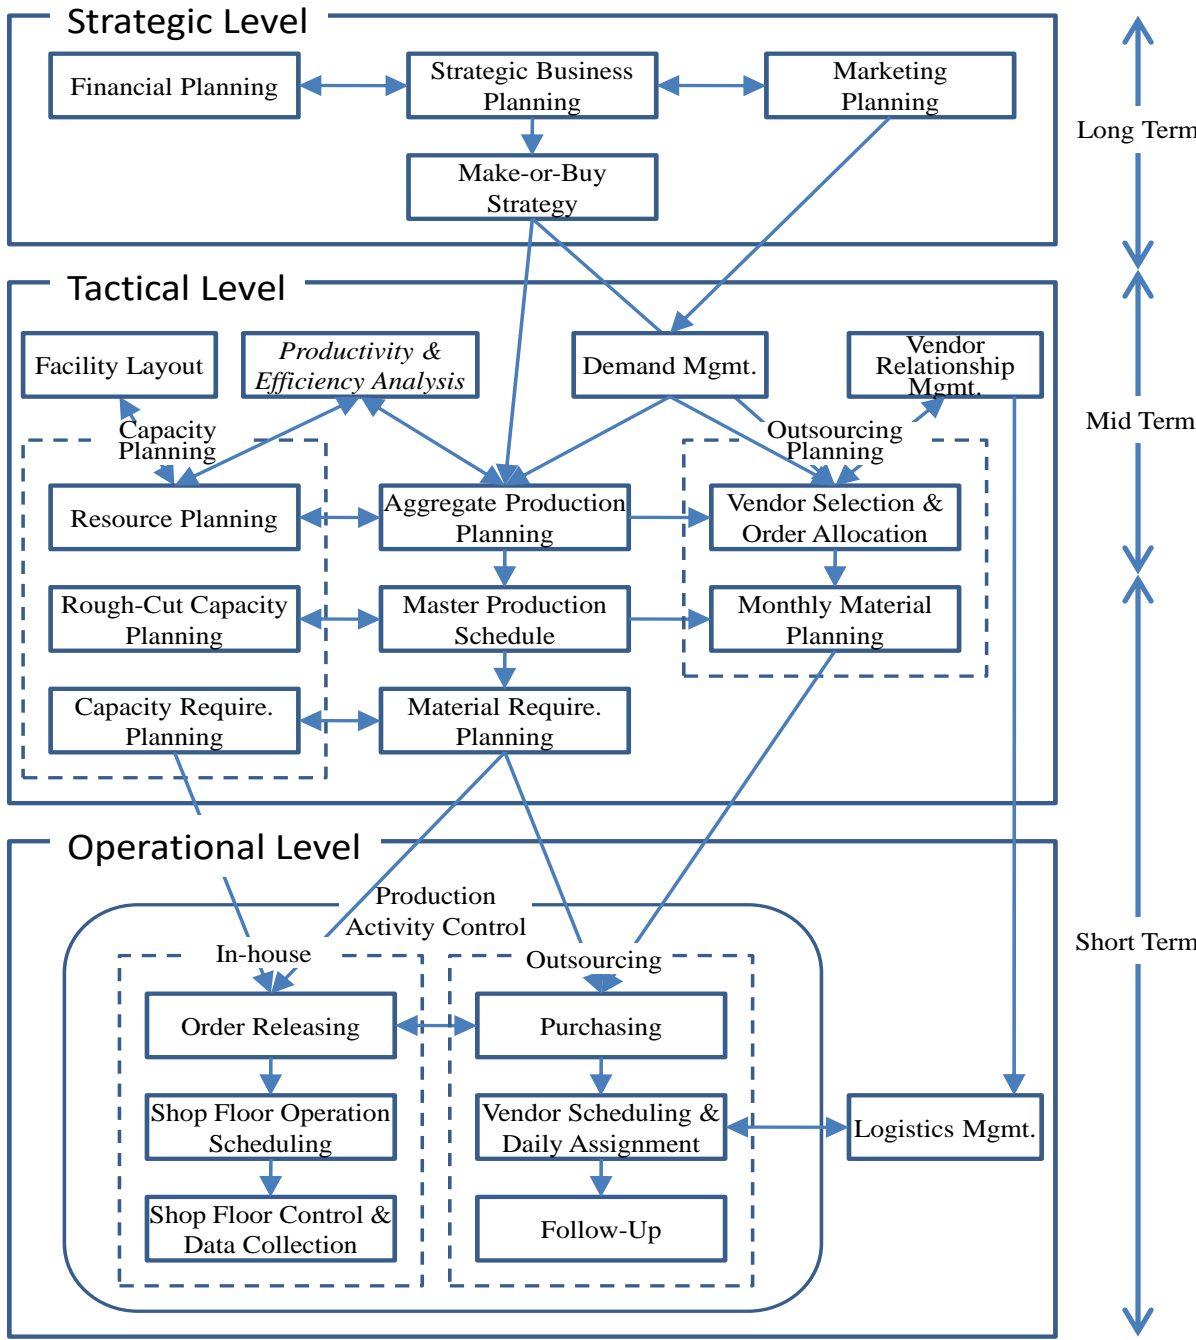 Strategic Level
Financial Planning
Strategic Business
Planning
Marketing
Planning
Long Term
Make-or-Buy
Strategy
Tactical Level
Facility Layout
Productivity &
Efficiency Analysis
Demand Mgmt.
Vendor
Relationship
Mgmt.
Mid Term
Capacity
Planning
Outsourcing
Planning
Resource Planning
Aggregate Production
Planning
Vendor Selection &
Order Allocation
Rough-Cut Capacity
Planning
Master Production
Schedule
Monthly Material
Planning
Capacity Require.
Planning
Material Require.
Planning
Operational Level
Production
Activity Control
Short Term
In-house
Outsourcing
Order Releasing
Purchasing
Shop Floor Operation
Scheduling
Vendor Scheduling &
Daily Assignment
Logistics Mgmt.
Shop Floor Control &
Data Collection
Follow-Up